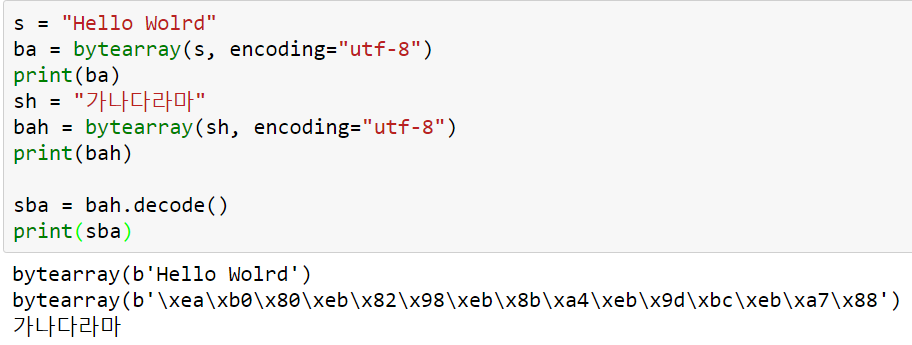 s = "Hello Wolrd"
ba = bytearray(s, encoding="utf-8")
print(ba)
sh = "가나다라마"
bah = bytearray(sh, encoding="utf-8")
print(bah)
sba = bah.decode()
print(sba)
bytearray(b'Hello Wolrd')
bytearray(b'\xea\xb0\x80\xeb\x82\x98\xeb\x8b\xa4\xeb\x9d\xbc\xeb\xa7\x88')
가나다라마